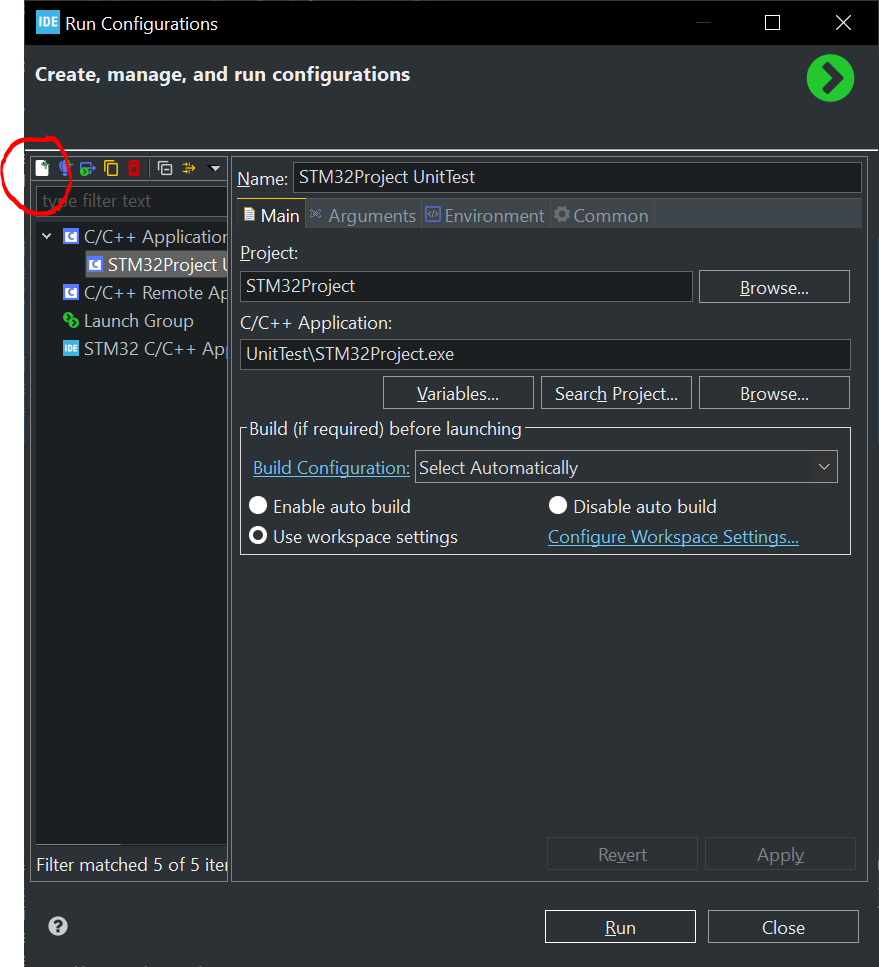 IDE Run Configurations
Create, manage, and run configurations
type filter text
C/C++ Application
STM32Project U
C/C++ Remote Ap
Launch Group
IDE STM32 C/C++ App
Filter matched 5 of 5 iter
Name: STM32Project UnitTest
Main Arguments Environment Common
Project:
STM32Project Browse...
C/C++ Application:
UnitTest\STM32Project.exe
Variables... Search Project... Browse...
Build (if required) before launching
Build Configuration: Select Automatically
Enable auto build Disable auto build
Use workspace settings Configure Workspace Settings...
Revert Apply
Run Close